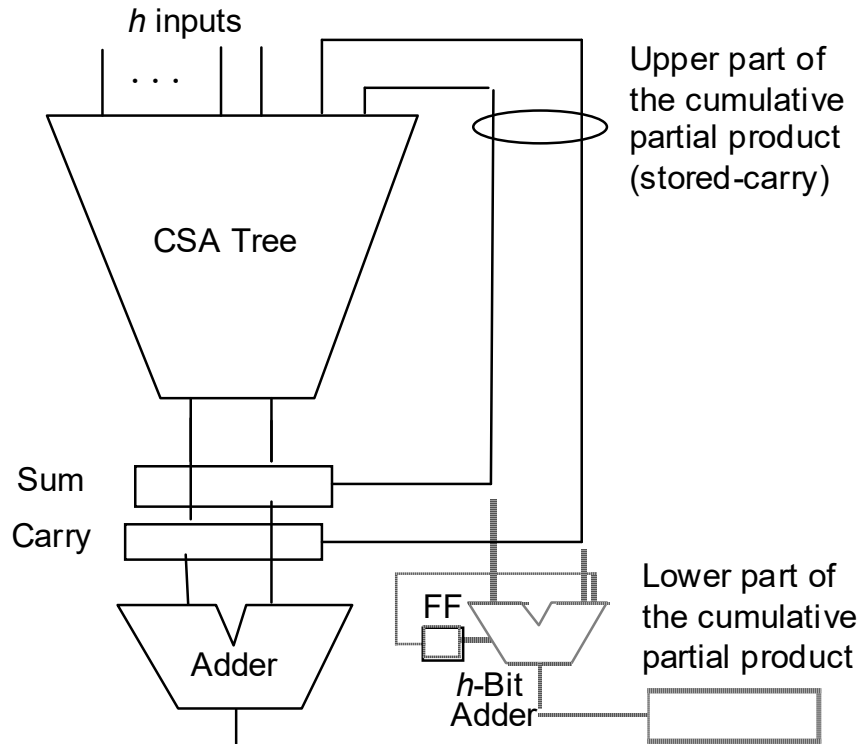 h inputs
. . .
Upper part of
the cumulative
partial product
(stored-carry)
CSA Tree
Sum
Carry
FF
Adder
h-Bit
Adder
Lower part of
the cumulative
partial product